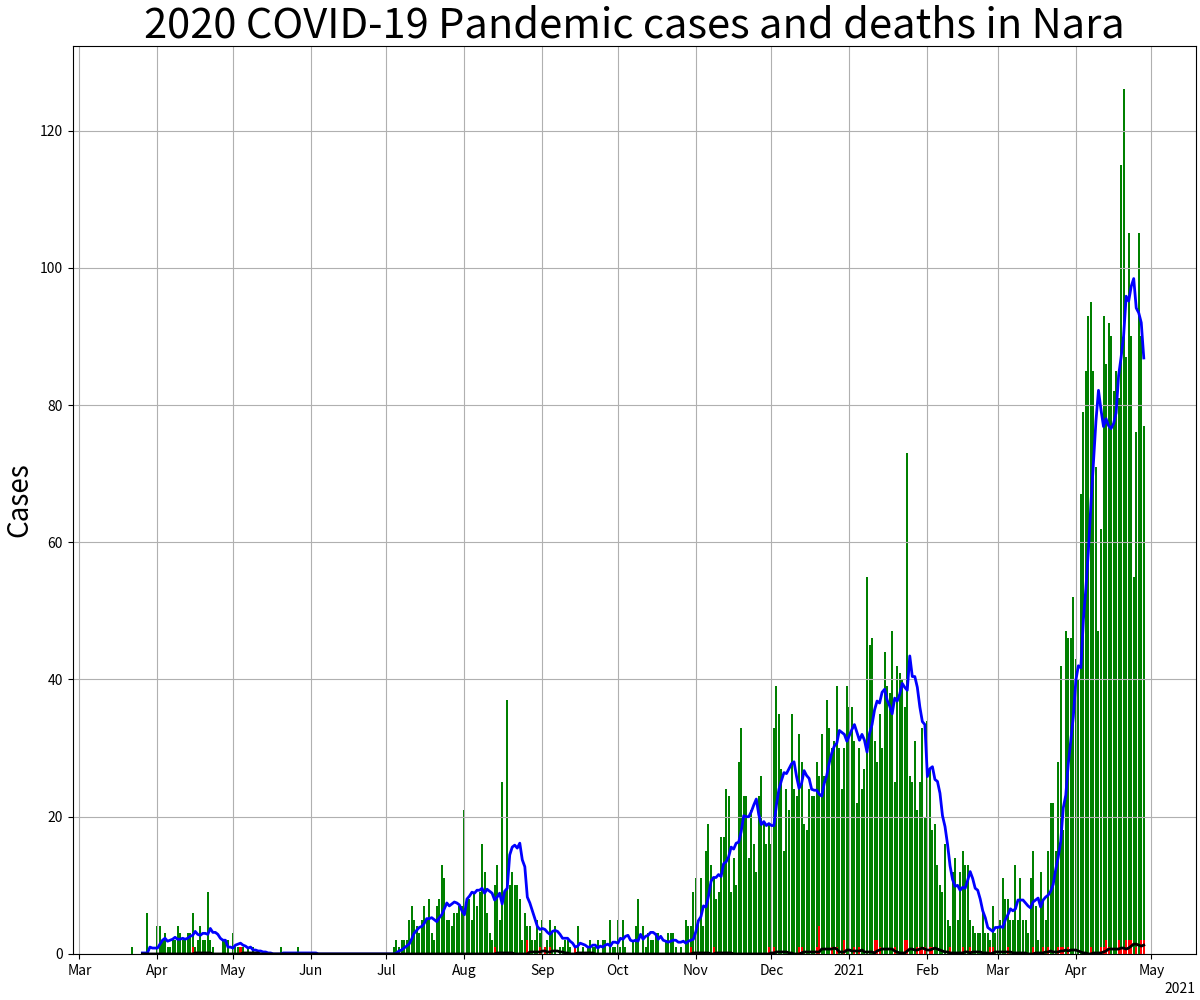 2020 COVID-19 Pandemic cases and deaths in Nara
120
100
80
60
40
20
0
Cases
Mar Apr May Jun Jul Aug Sep Oct Nov Dec 2021 Feb Mar Apr May
2021